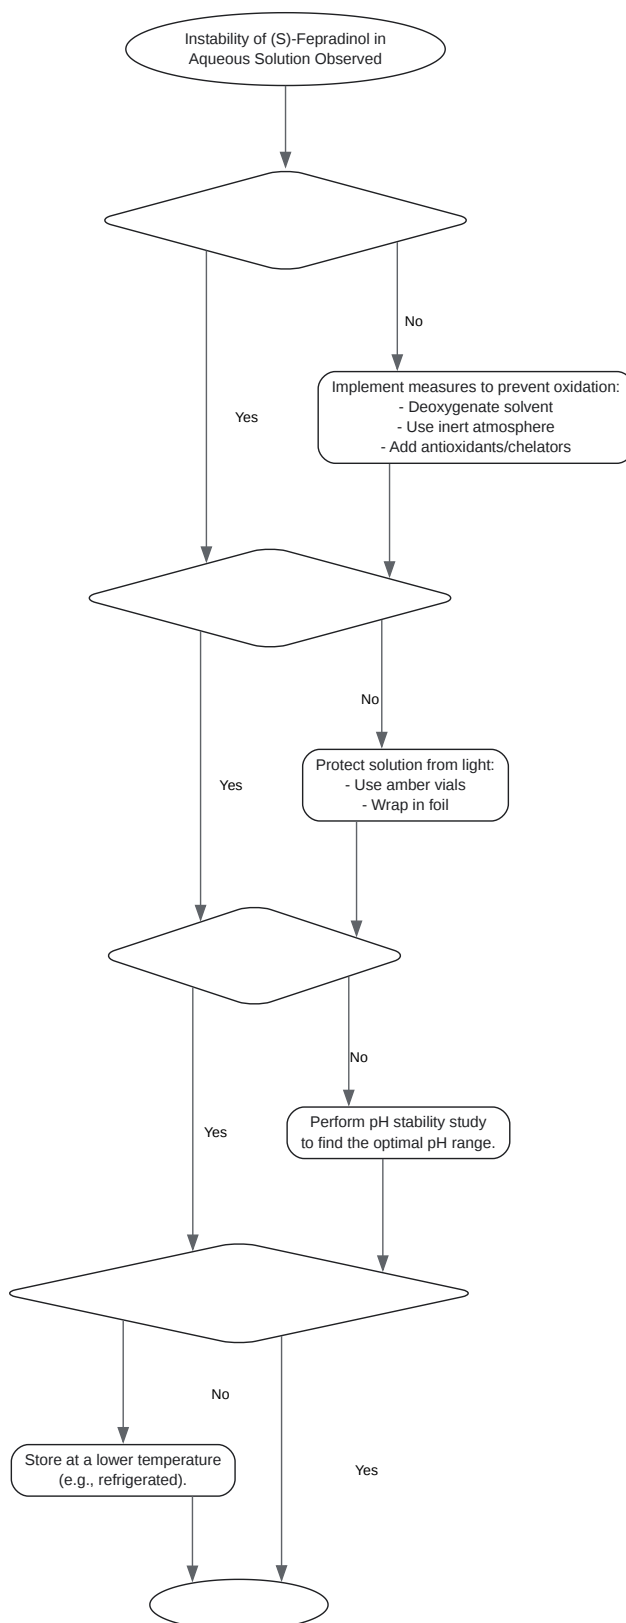 Instability of (S)-Fepradinol in
Aqueous Solution Observed
No
Implement measures to prevent oxidation:
- Deoxygenate solvent
- Use inert atmosphere
- Add antioxidants/chelators
Yes
No
Protect solution from light:
- Use amber vials
- Wrap in foil
Yes
No
Perform pH stability study
to find the optimal pH range.
Yes
No
Store at a lower temperature
(e.g., refrigerated).
Yes